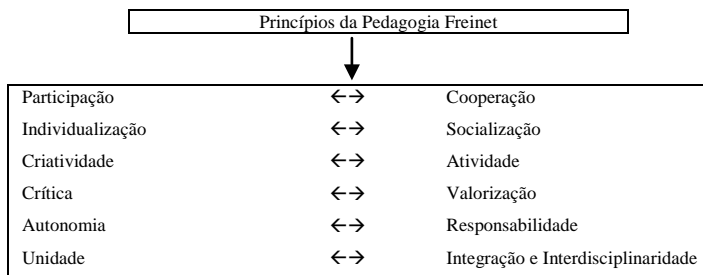 Princípios da Pedagogia Freinet
Participação ←→ Cooperação
Individualização ←→ Socialização
Criatividade ←→ Atividade
Crítica ←→ Valorização
Autonomia ←→ Responsabilidade
Unidade ←→ Integração e Interdisciplinaridade